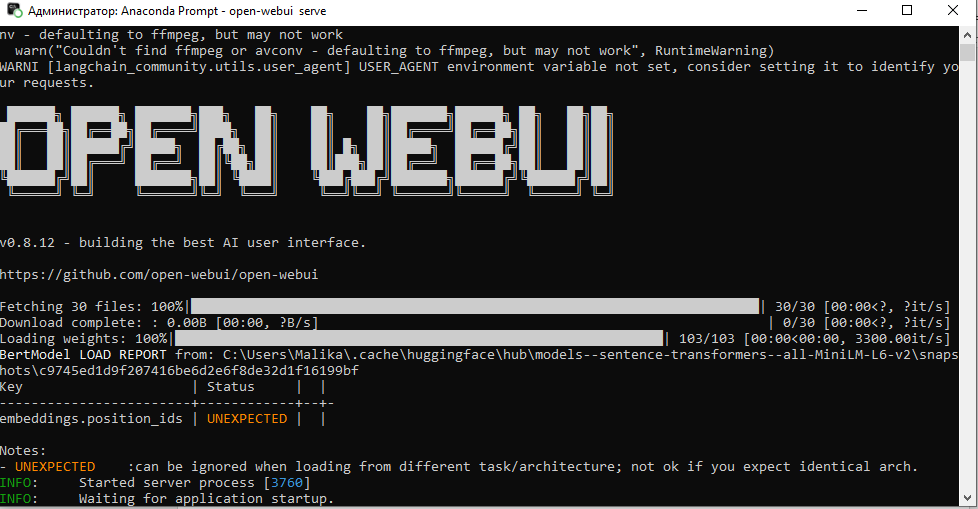 Администратор: Anaconda Prompt - open-webui serve
nv - defaulting to ffmpeg, but may not work
  warn("Couldn't find ffmpeg or avconv - defaulting to ffmpeg, but may not work", RuntimeWarning)
WARNI [langchain_community.utils.user_agent] USER_AGENT environment variable not set, consider setting it to identify yo
ur requests.
OPEN WEBUI
v0.8.12 - building the best AI user interface.
https://github.com/open-webui/open-webui
Fetching 30 files: 100%| | 30/30 [00:00<?, ?it/s]
Download complete: : 0.00B [00:00, ?B/s] | 0/30 [00:00<?, ?it/s]
Loading weights: 100%| | 103/103 [00:00<00:00, 3300.00it/s]
BertModel LOAD REPORT from: C:\Users\Malika\.cache\huggingface\hub\models--sentence-transformers--all-MiniLM-L6-v2\snaps
hots\c9745ed1d9f207416be6d2e6f8de32d1f16199bf
Key                     | Status     |  |
------------------------+------------+--+-
embeddings.position_ids | UNEXPECTED |  |
Notes:
- UNEXPECTED    :can be ignored when loading from different task/architecture; not ok if you expect identical arch.
INFO:     Started server process [3760]
INFO:     Waiting for application startup.